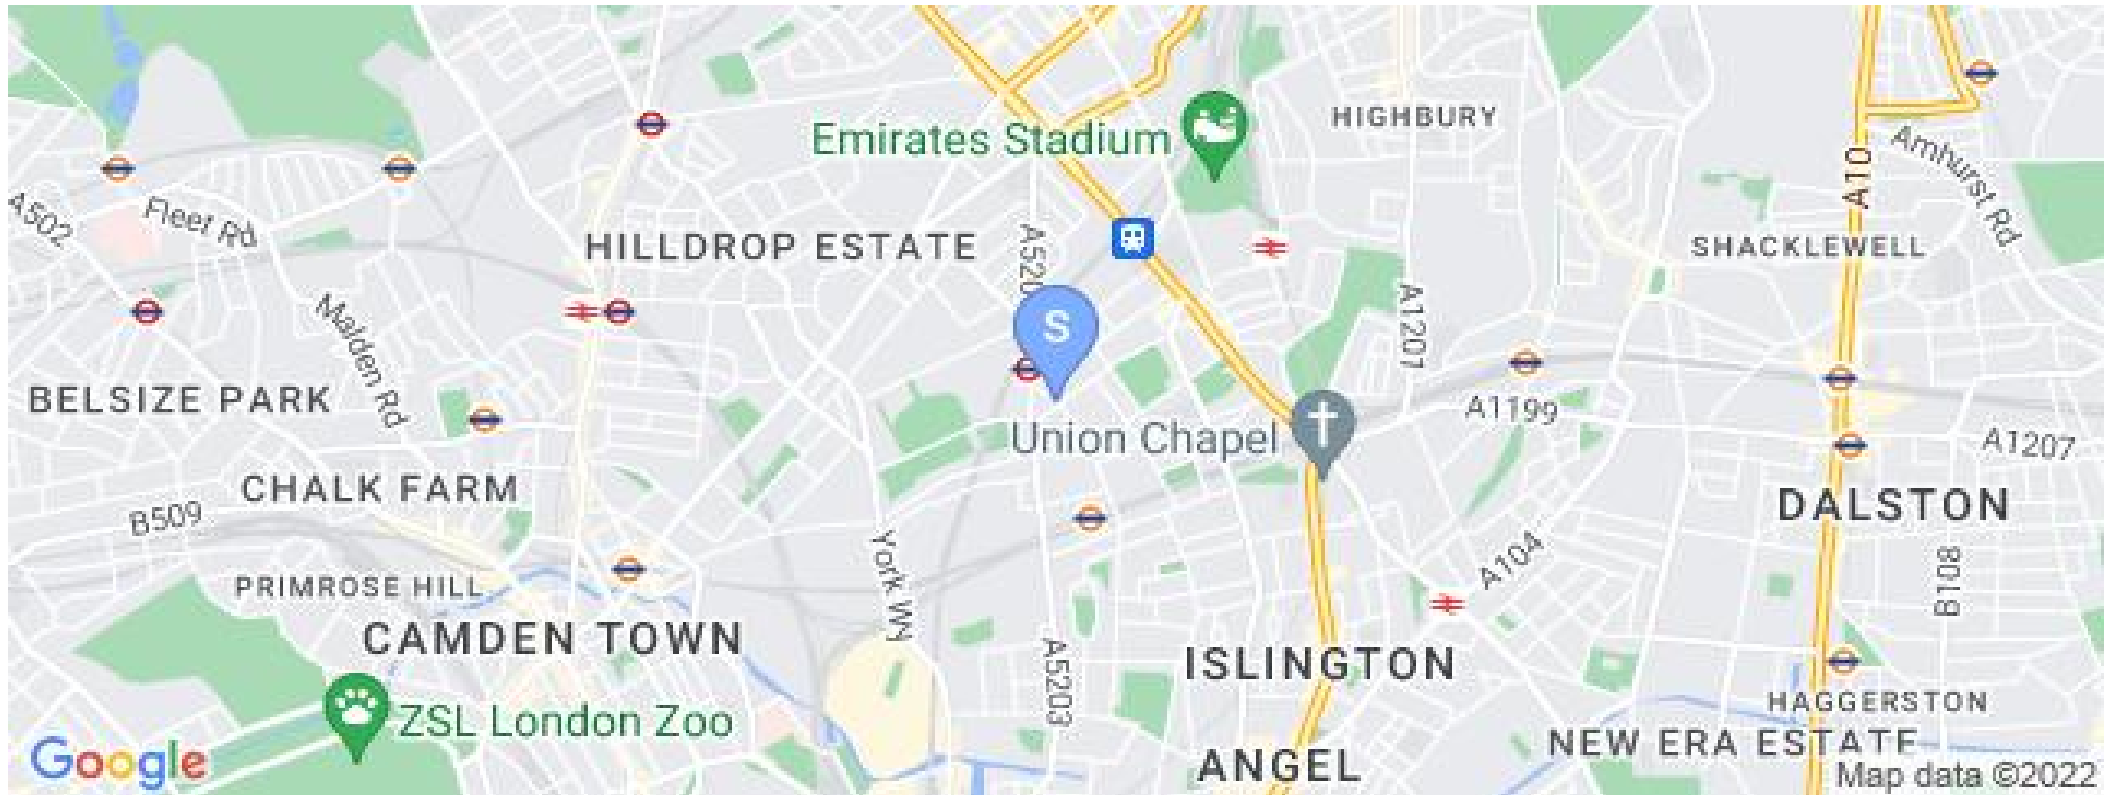 Emirates Stadium
HIGHBURY
A10
Amhurst Rd
A502
Fleet Rd
HILLDROP ESTATE
SHACKLEWELL
Malden Rd
S
A1201
BELSIZE PARK
A1199
Union Chapel
A1207
CHALK FARM
B509
DALSTON
York Wy
A104
B108
PRIMROSE HILL
CAMDEN TOWN
A5203
ISLINGTON
HAGGERSTON
ZSL London Zoo
NEW ERA ESTATE
Google
ANGEL
Map data ©2022